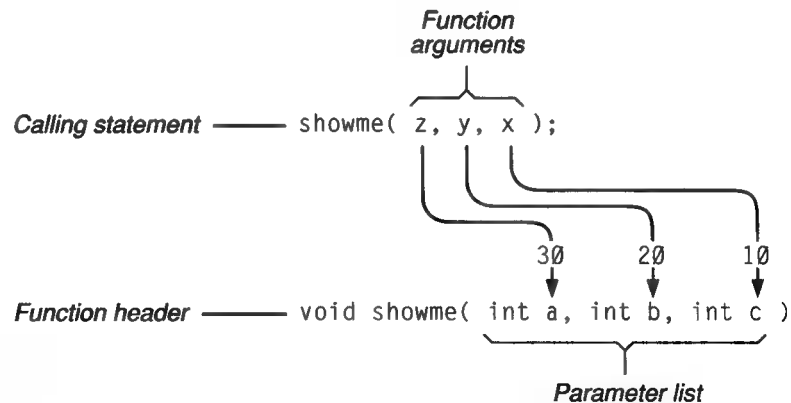 Function
arguments
Calling statement showme( z, y, x );
30 20 10
Function header void showme( int a, int b, int c )
Parameter list